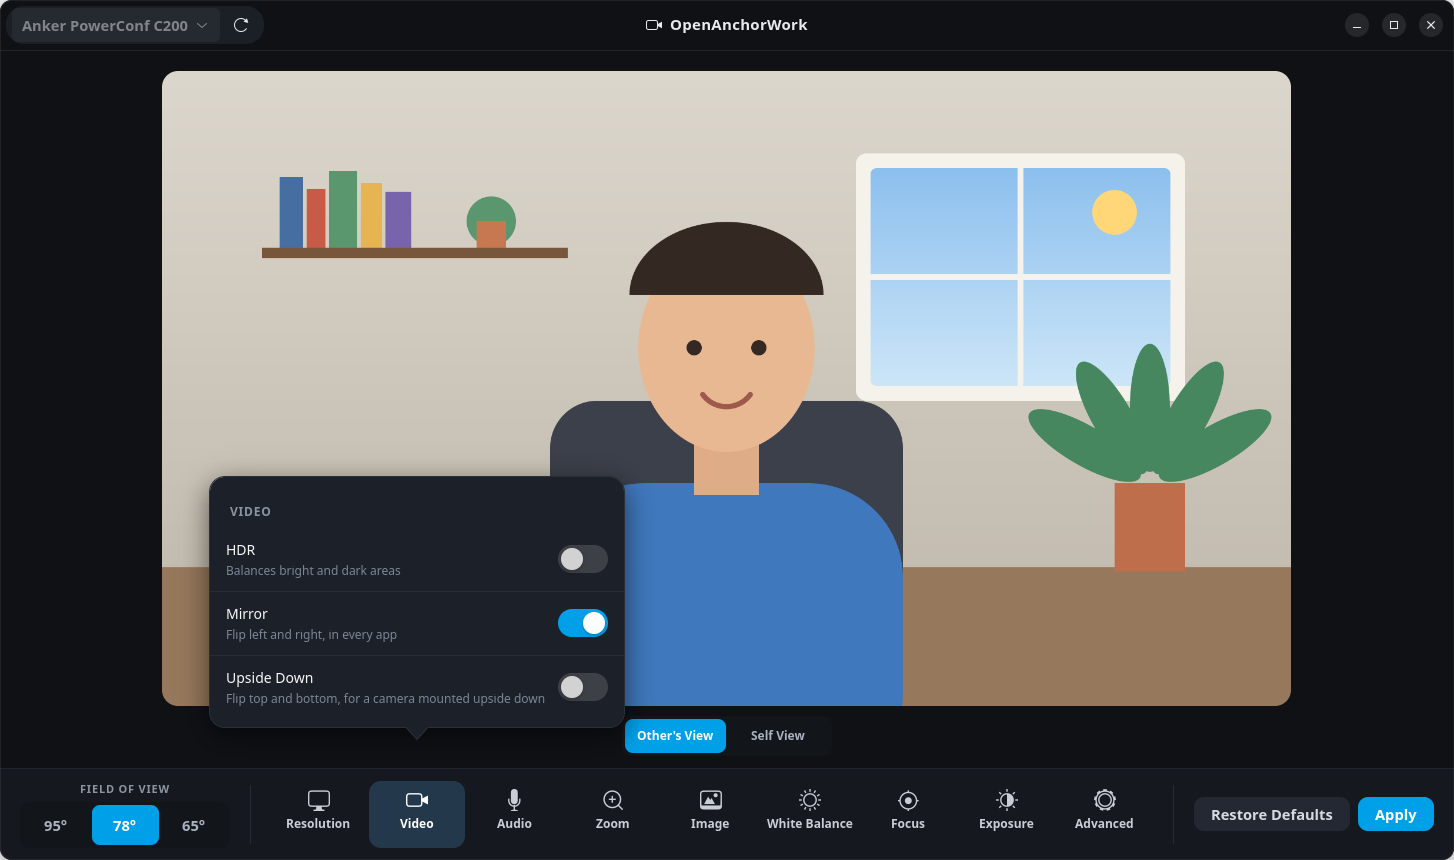 Anker PowerConf C200
OpenAnchorWork
VIDEO
HDR
Balances bright and dark areas
Mirror
Flip left and right, in every app
Upside Down
Flip top and bottom, for a camera mounted upside down
Other's View
Self View
FIELD OF VIEW
95°
78°
65°
Resolution
Video
Audio
Zoom
Image
White Balance
Focus
Exposure
Advanced
Restore Defaults
Apply